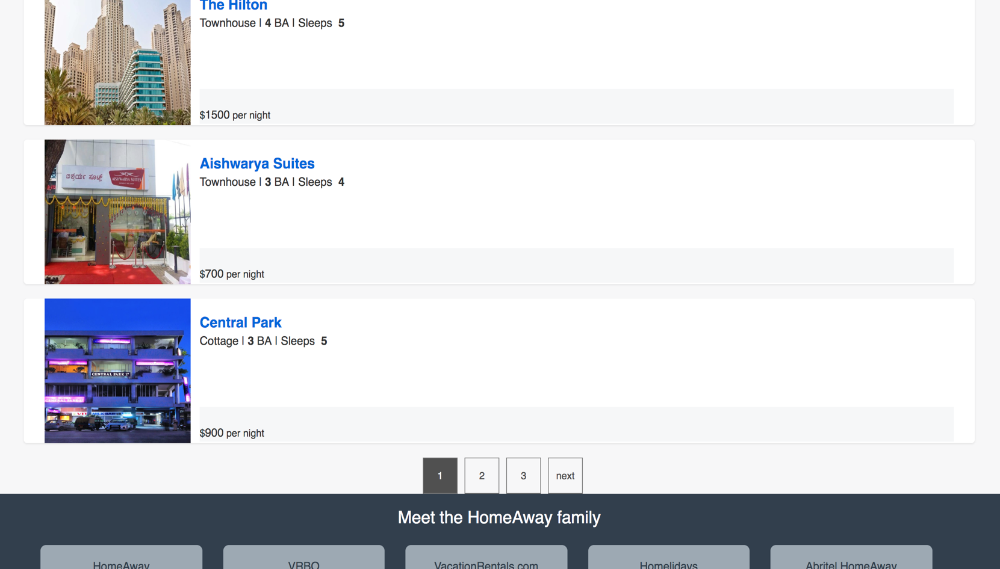 The Hilton
Townhouse | 4 BA | Sleeps 5
$1500 per night
Aishwarya Suites
Townhouse | 3 BA | Sleeps 4
ಐಶ್ವರ್ಯ ಸೂಟ್ಸ್
AISHWARYA SUITES
$700 per night
Central Park
Cottage | 3 BA | Sleeps 5
CENTRAL PARK 17
MILK BAR
$900 per night
1 2 3 next
Meet the HomeAway family
HomeAway VRBO VacationRentals.com Homelidays Abritel HomeAway